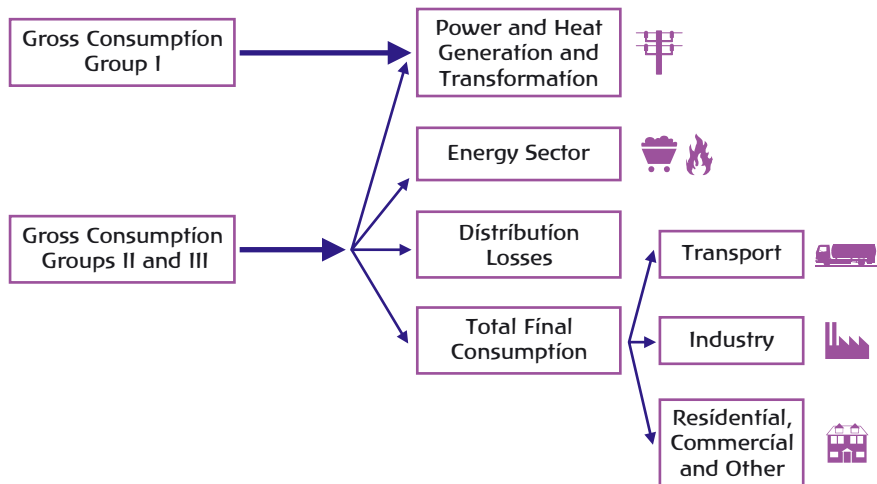 Gross Consumption
Group I
Power and Heat
Generation and
Transformation
Energy Sector
Gross Consumption
Groups II and III
Distribution
Losses
Total Final
Consumption
Transport
Industry
Residential,
Commercial
and Other